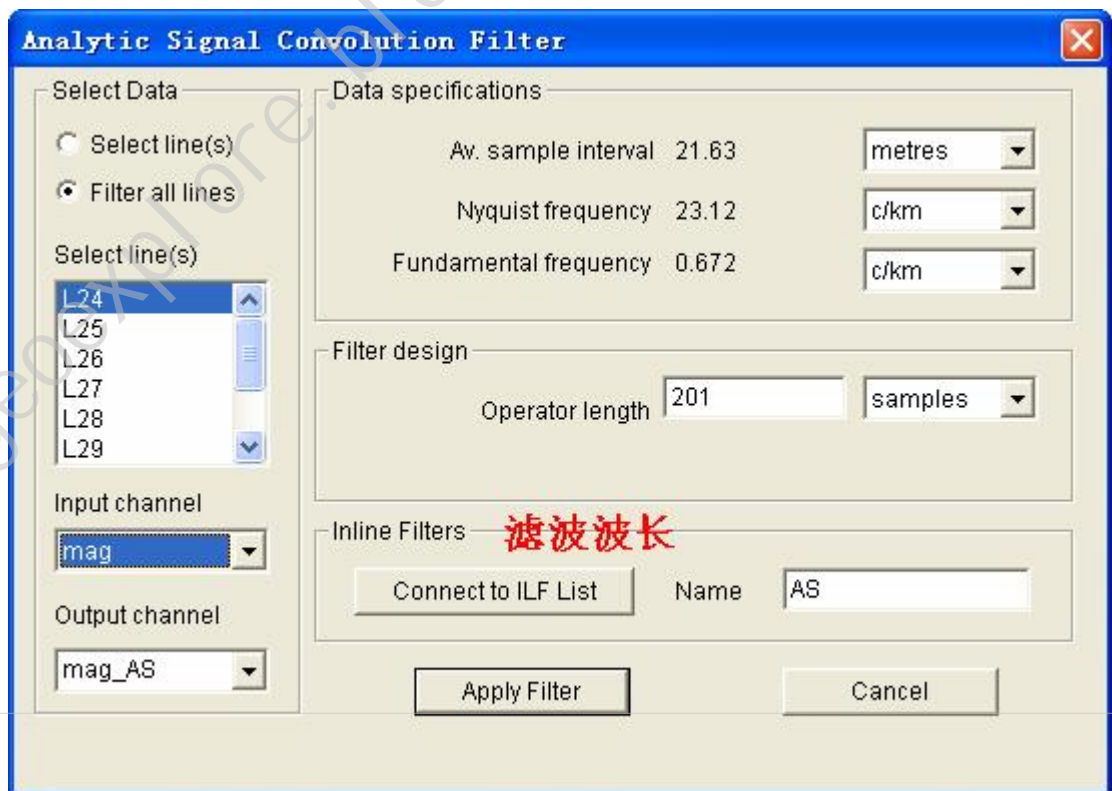 Analytic Signal Convolution Filter
Select Data
Select line(s)
Filter all lines
Select line(s)
L24
L25
L26
L27
L28
L29
Input channel
mag
Output channel
mag_AS
Data specifications
Av. sample interval 21.63 metres
Nyquist frequency 23.12 c/km
Fundamental frequency 0.672 c/km
Filter design
Operator length 201 samples
Inline Filters 滤波波长
Connect to ILF List Name AS
Apply Filter Cancel